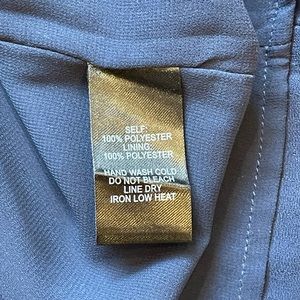 SELF:
100% POLYESTER
LINING:
100% POLYESTER
HAND WASH COLD
DO NOT BLEACH
LINE DRY
IRON LOW HEAT